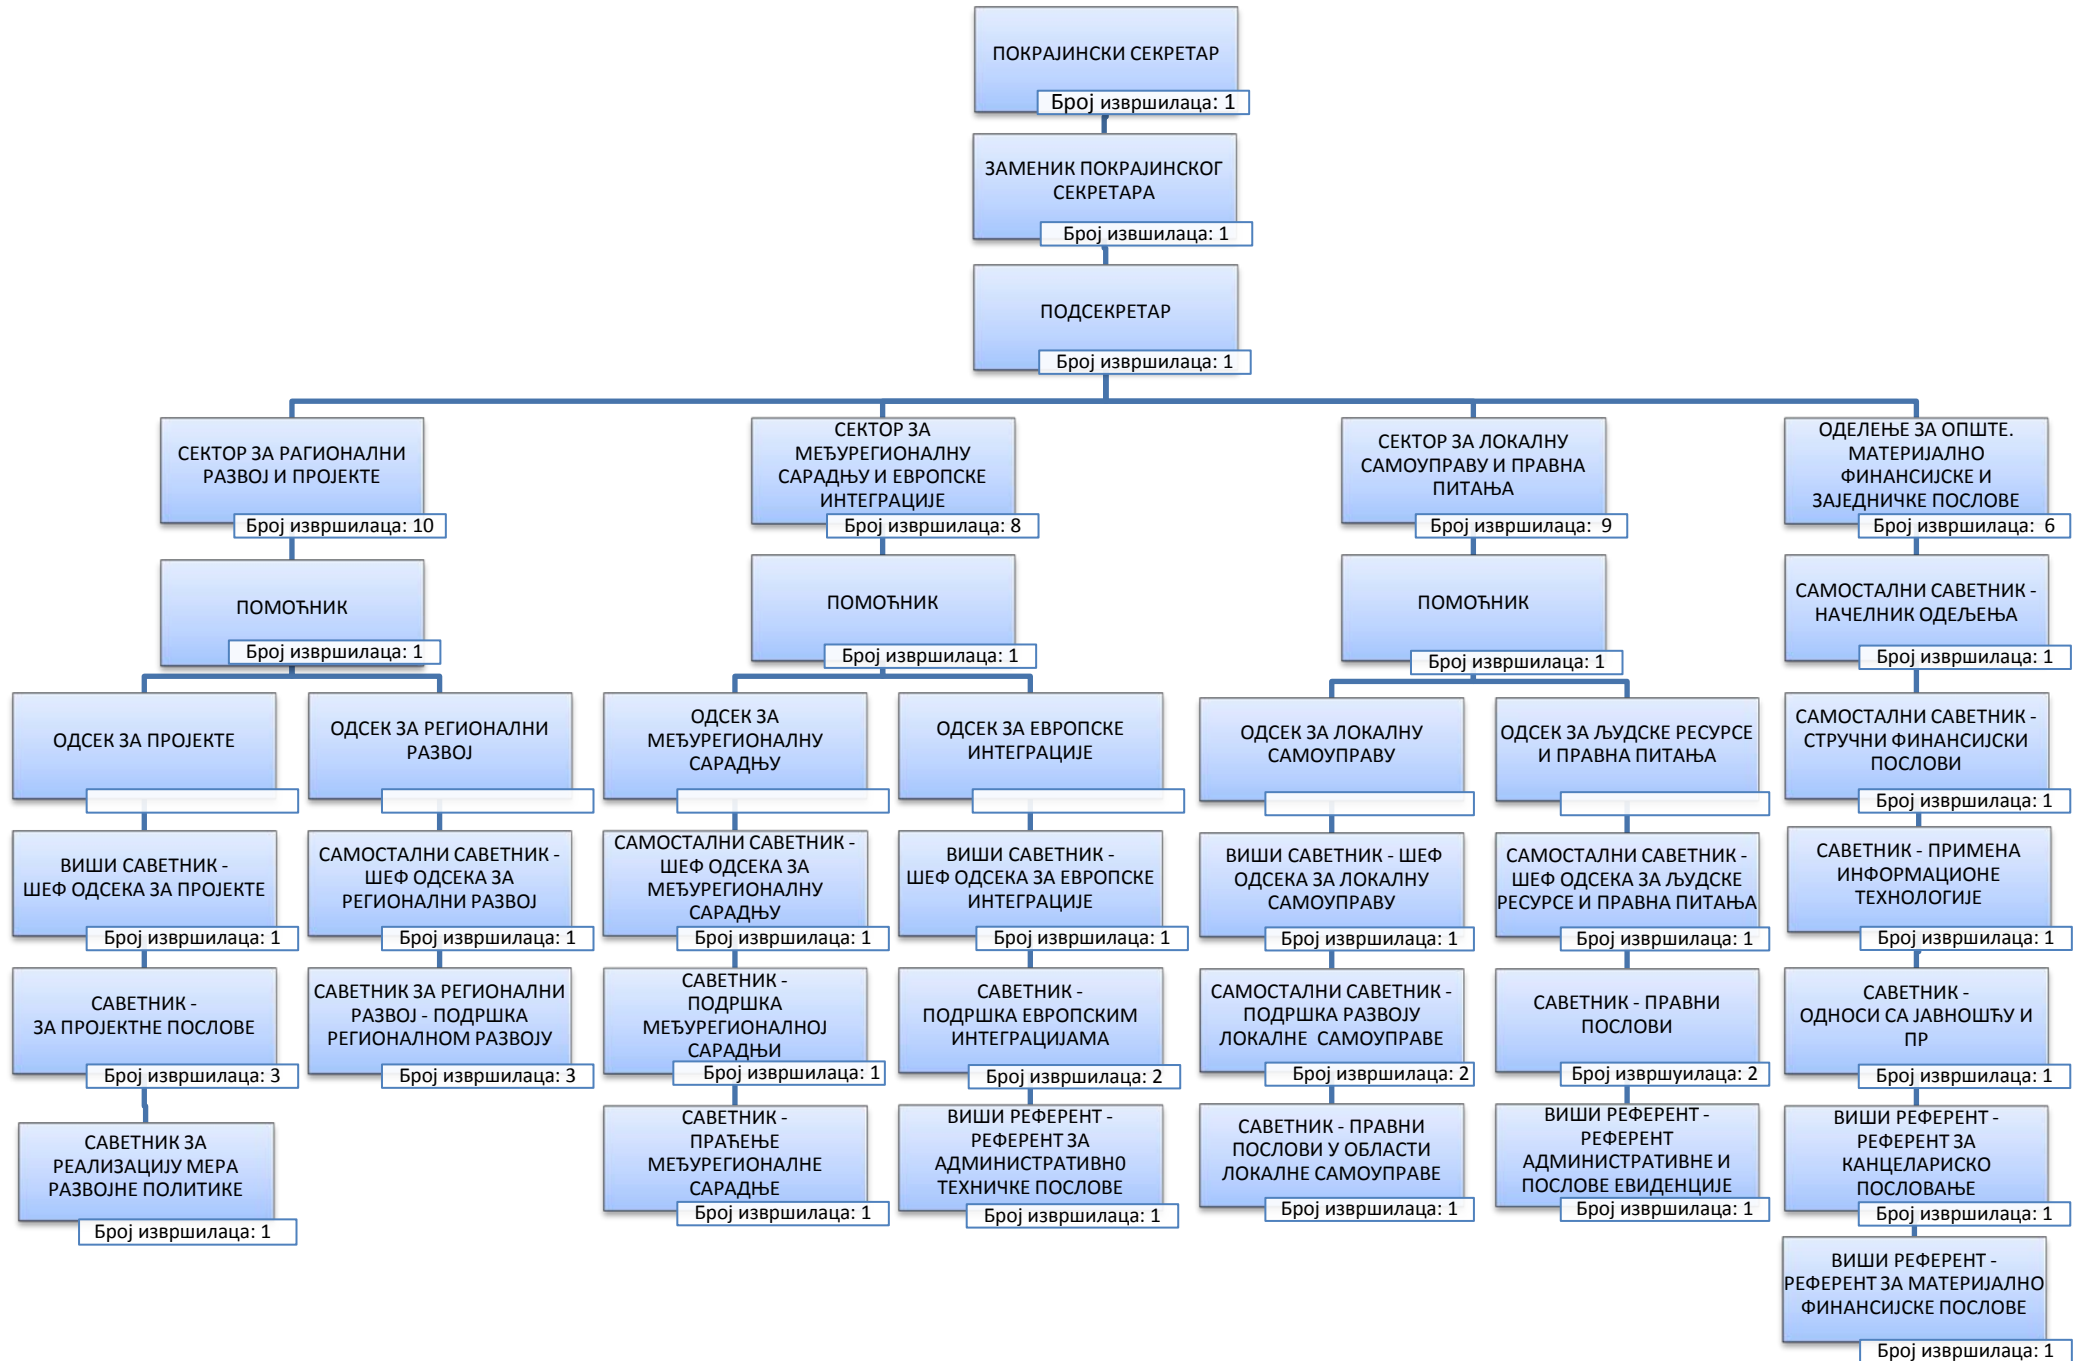 ПОКРАЈИНСКИ СЕКРЕТАР
Број извршилаца: 1
ЗАМЕНИК ПОКРАЈИНСКОГ
СЕКРЕТАРА
Број извшилаца: 1
ПОДСЕКРЕТАР
Број извршилаца: 1
СЕКТОР ЗА РАГИОНАЛНИ
РАЗВОЈ И ПРОЈЕКТЕ
Број извршилаца: 10
ПОМОЋНИК
Број извршилаца: 1
ОДСЕК ЗА ПРОЈЕКТЕ
ВИШИ САВЕТНИК -
ШЕФ ОДСЕКА ЗА ПРОЈЕКТЕ
Број извршилаца: 1
САВЕТНИК -
ЗА ПРОЈЕКТНЕ ПОСЛОВЕ
Број извршилаца: 3
САВЕТНИК ЗА
РЕАЛИЗАЦИЈУ МЕРА
РАЗВОЈНЕ ПОЛИТИКЕ
Број извршилаца: 1
ОДСЕК ЗА РЕГИОНАЛНИ
РАЗВОЈ
САМОСТАЛНИ САВЕТНИК -
ШЕФ ОДСЕКА ЗА
РЕГИОНАЛНИ РАЗВОЈ
Број извршилаца: 1
САВЕТНИК ЗА РЕГИОНАЛНИ
РАЗВОЈ - ПОДРШКА
РЕГИОНАЛНОМ РАЗВОЈУ
Број извршилаца: 3
СЕКТОР ЗА
МЕЂУРЕГИОНАЛНУ
САРАДЊУ И ЕВРОПСКЕ
ИНТЕГРАЦИЈЕ
Број извршилаца: 8
ПОМОЋНИК
Број извршилаца: 1
ОДСЕК ЗА
МЕЂУРЕГИОНАЛНУ
САРАДЊУ
САМОСТАЛНИ САВЕТНИК -
ШЕФ ОДСЕКА ЗА
МЕЂУРЕГИОНАЛНУ
САРАДЊУ
Број извршилаца: 1
САВЕТНИК -
ПОДРШКА
МЕЂУРЕГИОНАЛНОЈ
САРАДЊИ
Број извршилаца: 1
САВЕТНИК -
ПРАЋЕЊЕ
МЕЂУРЕГИОНАЛНЕ
САРАДЊЕ
Број извршилаца: 1
ОДСЕК ЗА ЕВРОПСКЕ
ИНТЕГРАЦИЈЕ
ВИШИ САВЕТНИК -
ШЕФ ОДСЕКА ЗА ЕВРОПСКЕ
ИНТЕГРАЦИЈЕ
Број извршилаца: 1
САВЕТНИК -
ПОДРШКА ЕВРОПСКИМ
ИНТЕГРАЦИЈАМА
Број извршилаца: 2
ВИШИ РЕФЕРЕНТ -
РЕФЕРЕНТ ЗА
АДМИНИСТРАТИВН0
ТЕХНИЧКЕ ПОСЛОВЕ
Број извршилаца: 1
СЕКТОР ЗА ЛОКАЛНУ
САМОУПРАВУ И ПРАВНА
ПИТАЊА
Број извршилаца: 9
ПОМОЋНИК
Број извршилаца: 1
ОДСЕК ЗА ЛОКАЛНУ
САМОУПРАВУ
ВИШИ САВЕТНИК - ШЕФ
ОДСЕКА ЗА ЛОКАЛНУ
САМОУПРАВУ
Број извршилаца: 1
САМОСТАЛНИ САВЕТНИК -
ПОДРШКА РАЗВОЈУ
ЛОКАЛНЕ САМОУПРАВЕ
Број извршилаца: 2
САВЕТНИК - ПРАВНИ
ПОСЛОВИ У ОБЛАСТИ
ЛОКАЛНЕ САМОУПРАВЕ
Број извршилаца: 1
ОДСЕК ЗА ЉУДСКЕ РЕСУРСЕ
И ПРАВНА ПИТАЊА
САМОСТАЛНИ САВЕТНИК -
ШЕФ ОДСЕКА ЗА ЉУДСКЕ
РЕСУРСЕ И ПРАВНА ПИТАЊА
Број извршилаца: 1
САВЕТНИК - ПРАВНИ
ПОСЛОВИ
Број извршуилаца: 2
ВИШИ РЕФЕРЕНТ -
РЕФЕРЕНТ
АДМИНИСТРАТИВНЕ И
ПОСЛОВЕ ЕВИДЕНЦИЈЕ
Број извршилаца: 1
ОДЕЛЕЊЕ ЗА ОПШТЕ.
МАТЕРИЈАЛНО
ФИНАНСИЈСКЕ И
ЗАЈЕДНИЧКЕ ПОСЛОВЕ
Број извршилаца: 6
САМОСТАЛНИ САВЕТНИК -
НАЧЕЛНИК ОДЕЉЕЊА
Број извршилаца: 1
САМОСТАЛНИ САВЕТНИК -
СТРУЧНИ ФИНАНСИЈСКИ
ПОСЛОВИ
Број извршилаца: 1
САВЕТНИК - ПРИМЕНА
ИНФОРМАЦИОНЕ
ТЕХНОЛОГИЈЕ
Број извршилаца: 1
САВЕТНИК -
ОДНОСИ СА ЈАВНОШЋУ И
ПР
Број извршилаца: 1
ВИШИ РЕФЕРЕНТ -
РЕФЕРЕНТ ЗА
КАНЦЕЛАРИСКО
ПОСЛОВАЊЕ
Број извршилаца: 1
ВИШИ РЕФЕРЕНТ -
РЕФЕРЕНТ ЗА МАТЕРИЈАЛНО
ФИНАНСИЈСКЕ ПОСЛОВЕ
Број извршилаца: 1